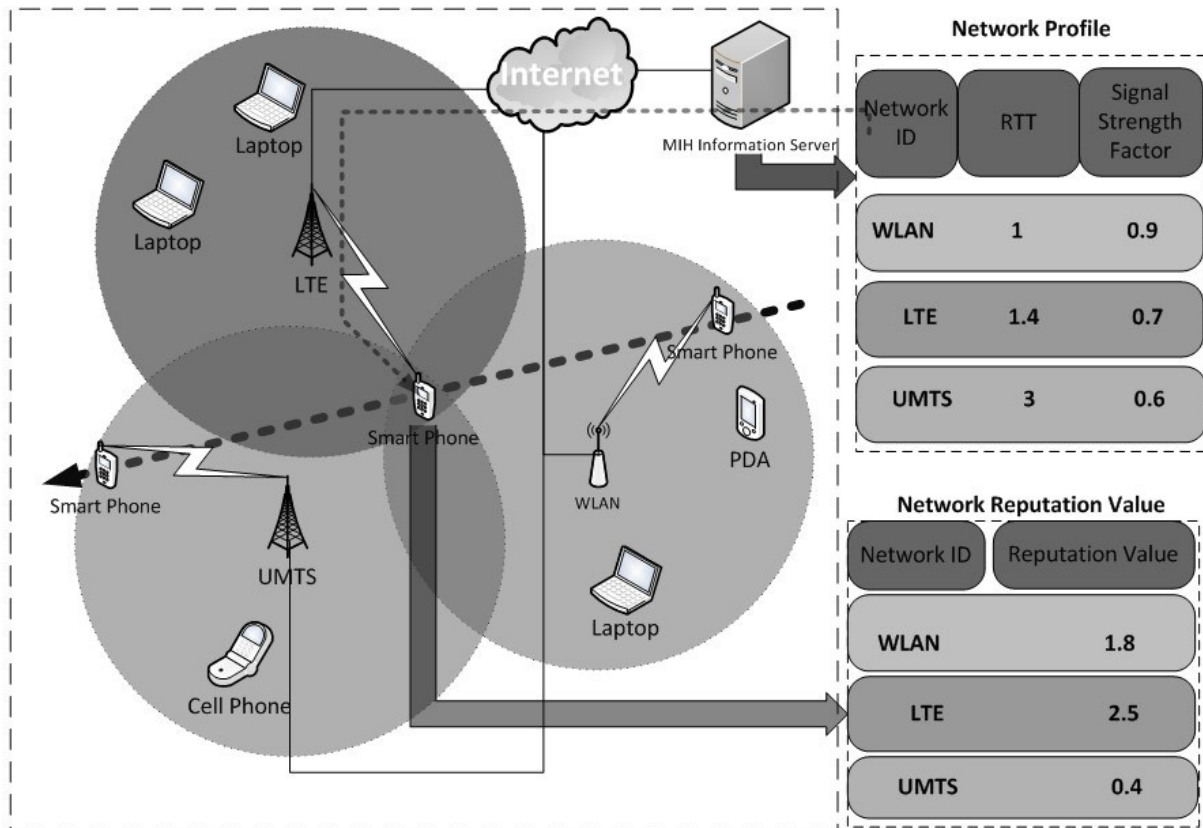 Internet
MIH Information Server
Laptop
Laptop
LTE
Smart Phone
Smart Phone
PDA
WLAN
Laptop
Smart Phone
UMTS
Cell Phone
Network Profile
Network ID
RTT
Signal Strength Factor
WLAN 1 0.9
LTE 1.4 0.7
UMTS 3 0.6
Network Reputation Value
Network ID Reputation Value
WLAN 1.8
LTE 2.5
UMTS 0.4